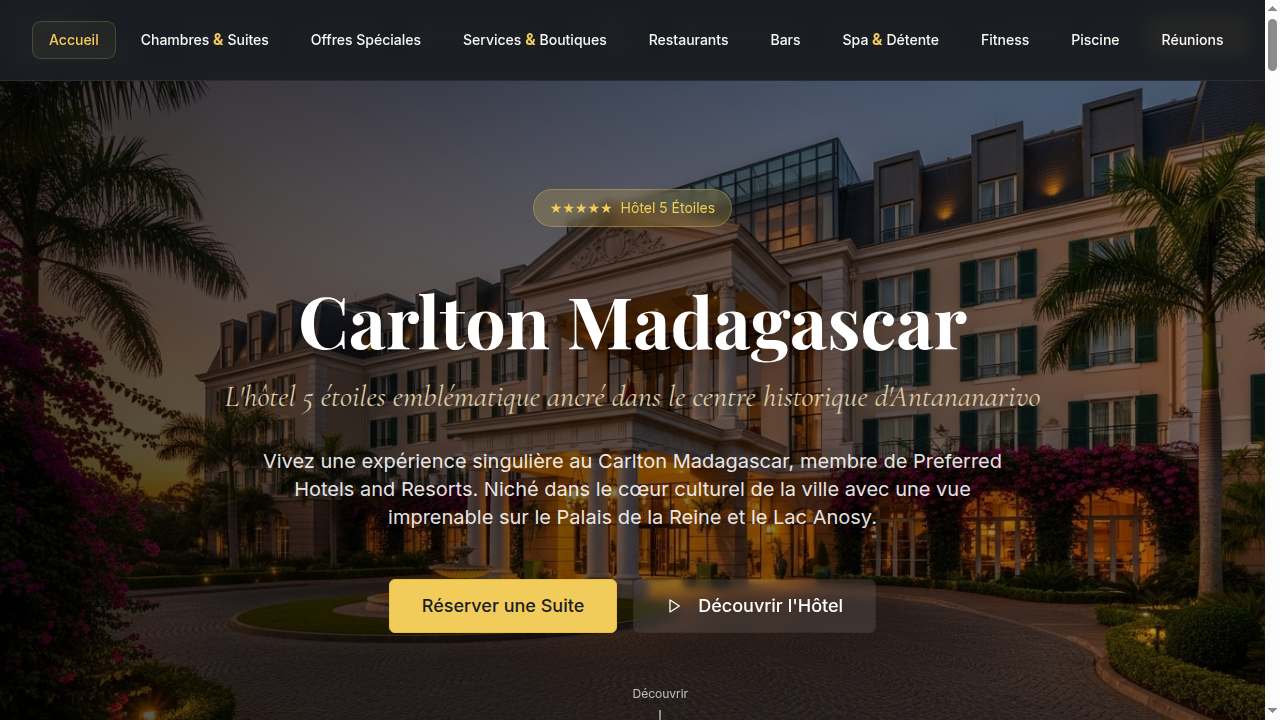 Accueil Chambres & Suites Offres Spéciales Services & Boutiques Restaurants Bars Spa & Détente Fitness Piscine Réunions
★★★★★ Hôtel 5 Étoiles
Carlton Madagascar
L'hôtel 5 étoiles emblématique ancré dans le centre historique d'Antananarivo
Vivez une expérience singulière au Carlton Madagascar, membre de Preferred
Hotels and Resorts. Niché dans le cœur culturel de la ville avec une vue
imprenable sur le Palais de la Reine et le Lac Anosy.
Réserver une Suite Découvrir l'Hôtel
Découvrir